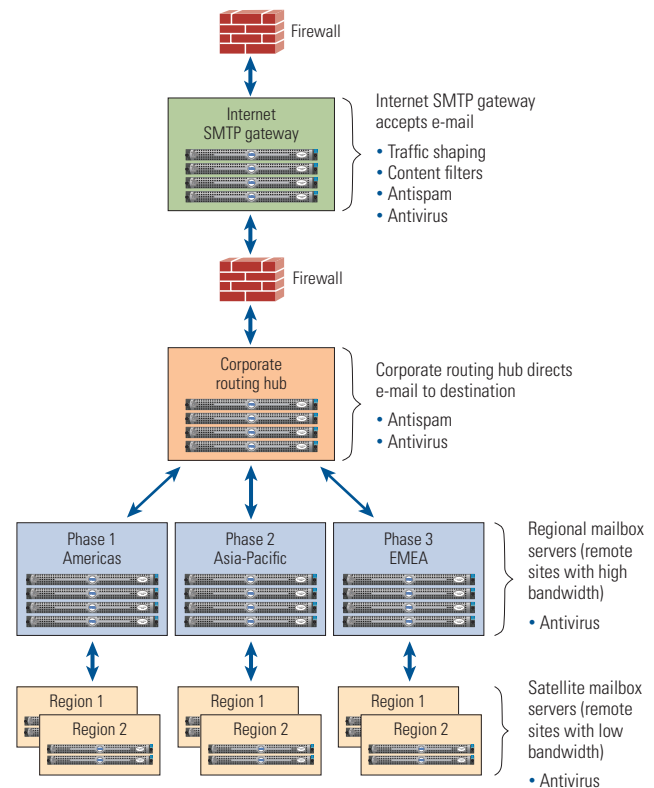 Firewall
Internet
SMTP gateway
Internet SMTP gateway
accepts e-mail
• Traffic shaping
• Content filters
• Antispam
• Antivirus
Firewall
Corporate
routing hub
Corporate routing hub directs
e-mail to destination
• Antispam
• Antivirus
Phase 1
Americas
Phase 2
Asia-Pacific
Phase 3
EMEA
Regional mailbox
servers (remote
sites with high
bandwidth)
• Antivirus
Region 1
Region 2
Region 1
Region 2
Region 1
Region 2
Satellite mailbox
servers (remote
sites with low
bandwidth)
• Antivirus